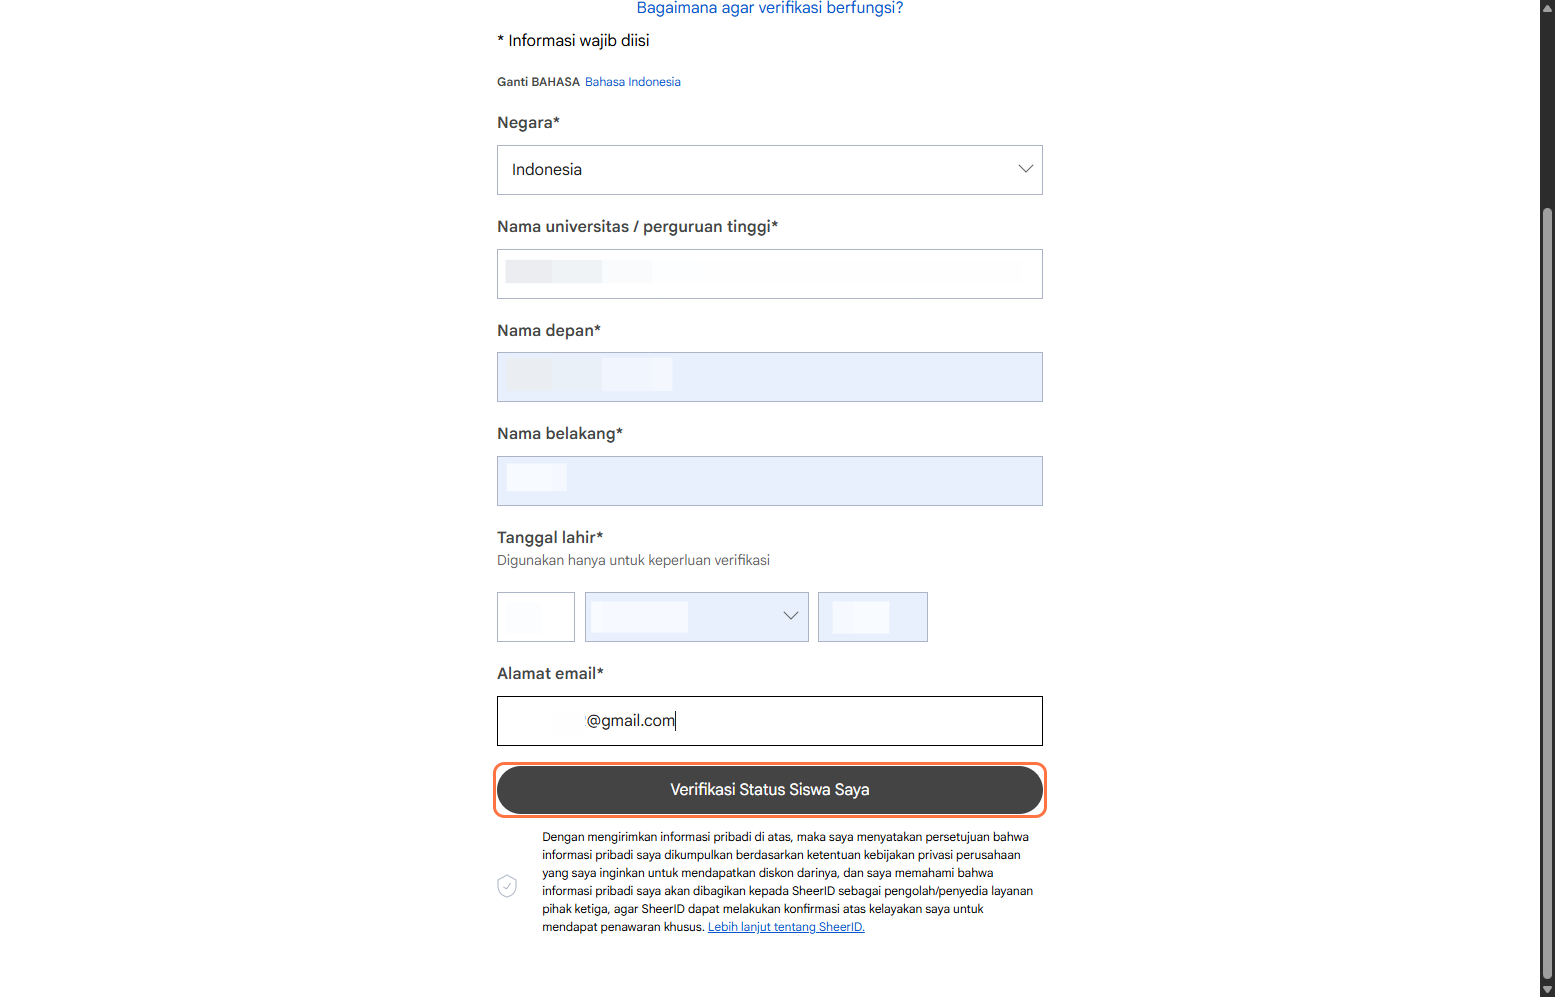 Bagaimana agar verifikasi berfungsi?
* Informasi wajib diisi
Ganti BAHASA Bahasa Indonesia
Negara*
Indonesia
Nama universitas / perguruan tinggi*
Nama depan*
Nama belakang*
Tanggal lahir*
Digunakan hanya untuk keperluan verifikasi
Alamat email*
@gmail.com
Verifikasi Status Siswa Saya
Dengan mengirimkan informasi pribadi di atas, maka saya menyatakan persetujuan bahwa
informasi pribadi saya dikumpulkan berdasarkan ketentuan kebijakan privasi perusahaan
yang saya inginkan untuk mendapatkan diskon darinya, dan saya memahami bahwa
informasi pribadi saya akan dibagikan kepada SheerID sebagai pengolah/penyedia layanan
pihak ketiga, agar SheerID dapat melakukan konfirmasi atas kelayakan saya untuk
mendapat penawaran khusus. Lebih lanjut tentang SheerID.